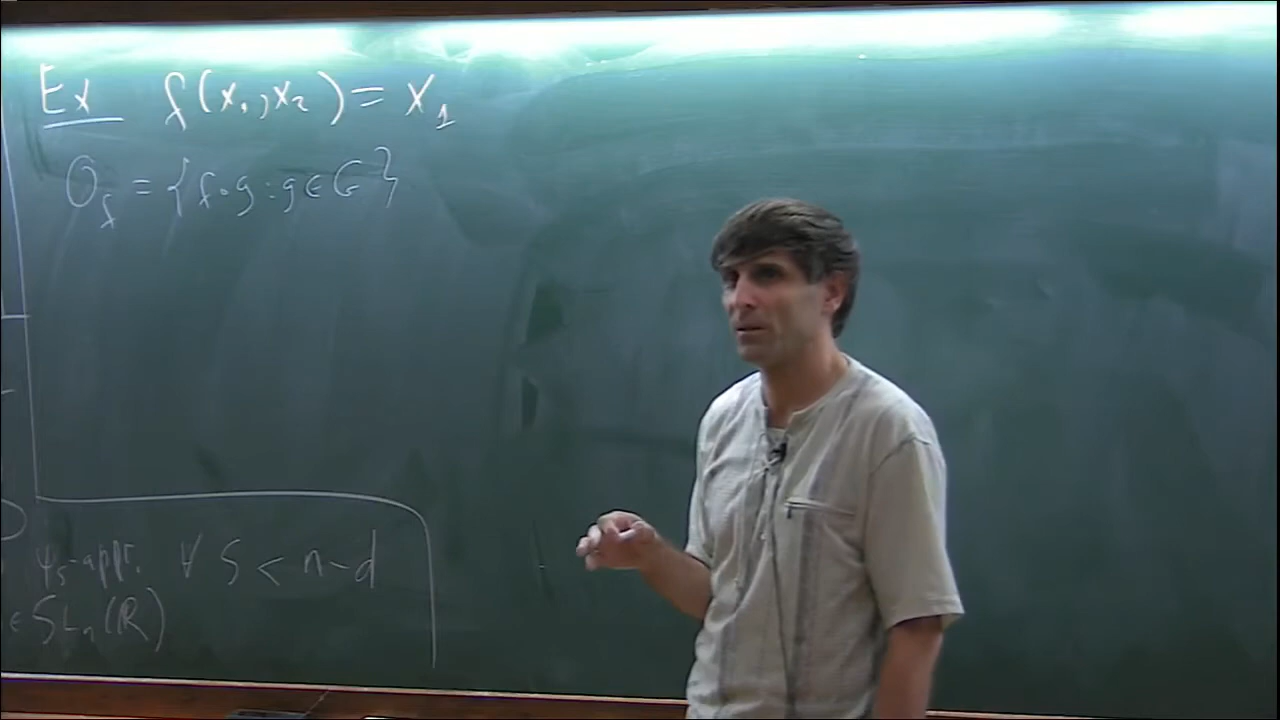 Ex f(x₁,x₂) = x₁
O_f = {f∘g : g ∈ G}
ψ_s-appr. ∀ s < n-d
∈ SL_n(ℝ)